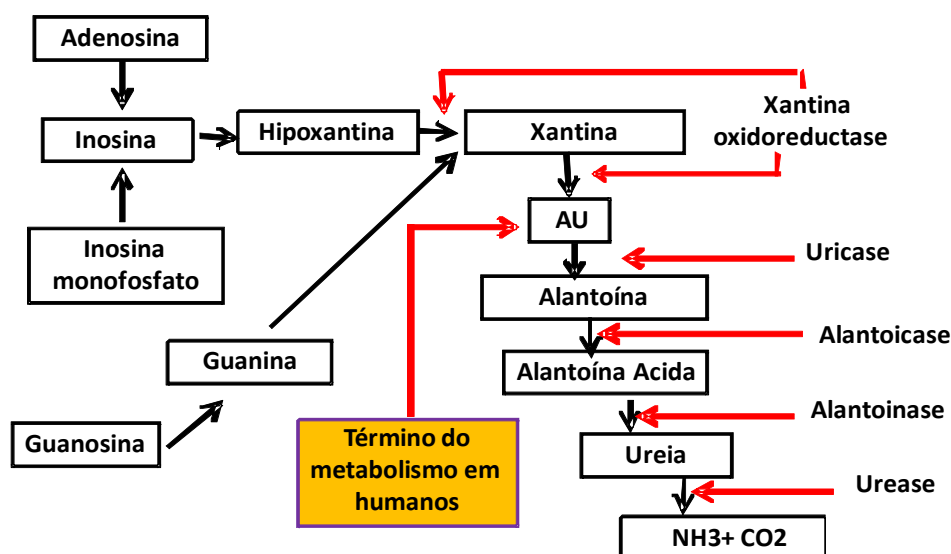 Adenosina
Inosina
Hipoxantina
Xantina
Xantina
oxidoreductase
Inosina
monofosfato
AU
Uricase
Alantoína
Guanina
Alantoicase
Alantoína Acida
Guanosina
Término do
metabolismo em
humanos
Alantoinase
Ureia
Urease
NH3+ CO2